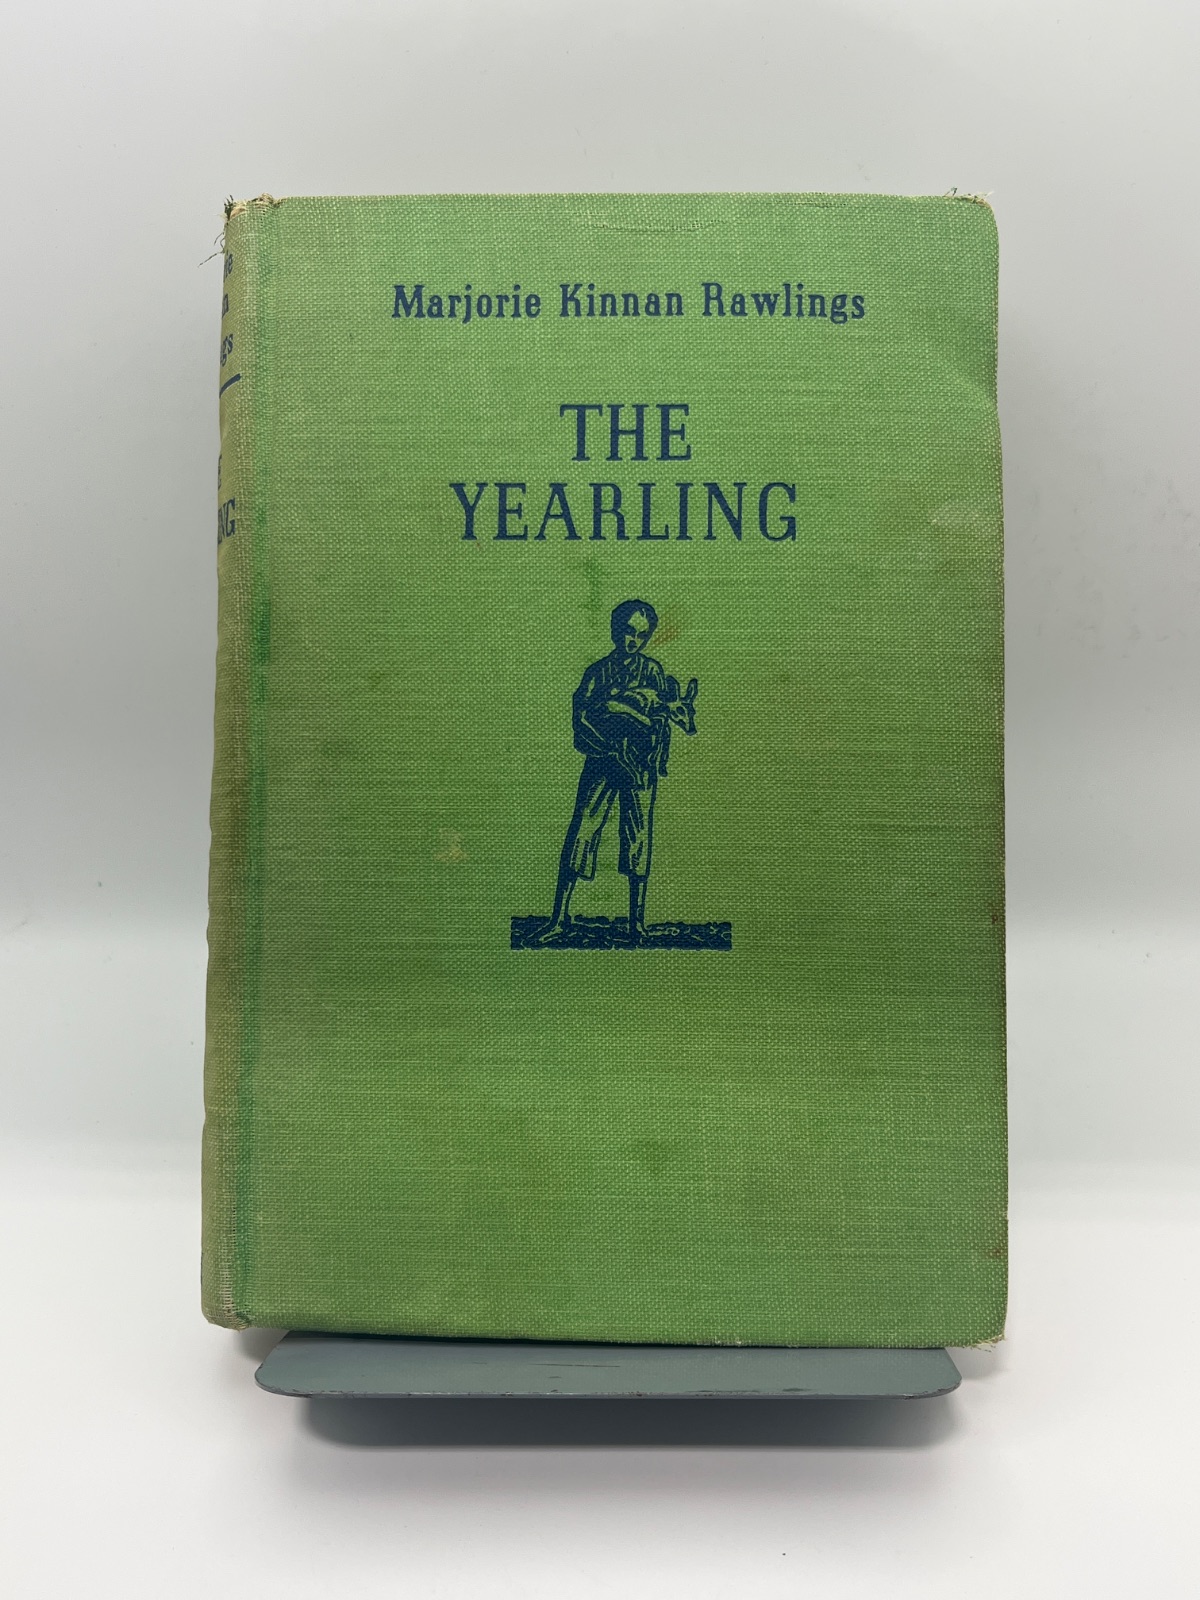 Marjorie Kinnan Rawlings
THE
YEARLING